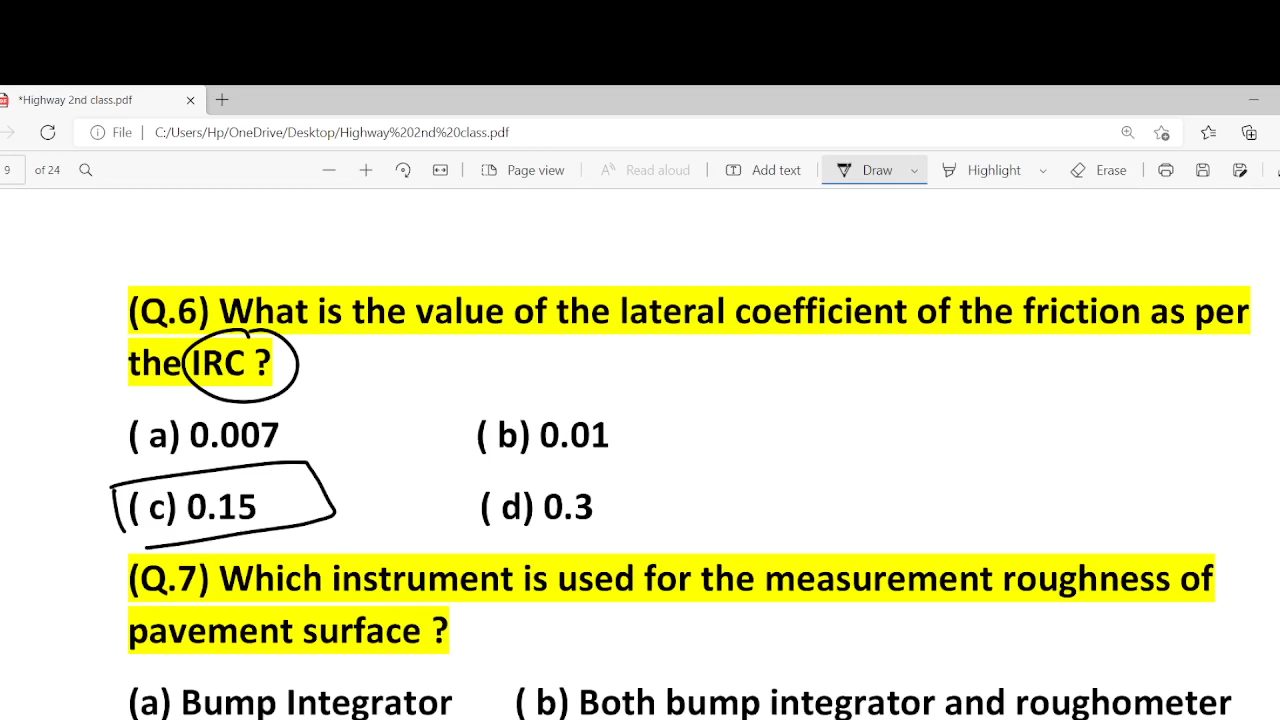 *Highway 2nd class.pdf
File C:/Users/Hp/OneDrive/Desktop/Highway%202nd%20class.pdf
9 of 24 Page view Read aloud Add text Draw Highlight Erase
(Q.6) What is the value of the lateral coefficient of the friction as per
the IRC ?
( a) 0.007 ( b) 0.01
( c) 0.15 ( d) 0.3
(Q.7) Which instrument is used for the measurement roughness of
pavement surface ?
(a) Bump Integrator ( b) Both bump integrator and roughometer